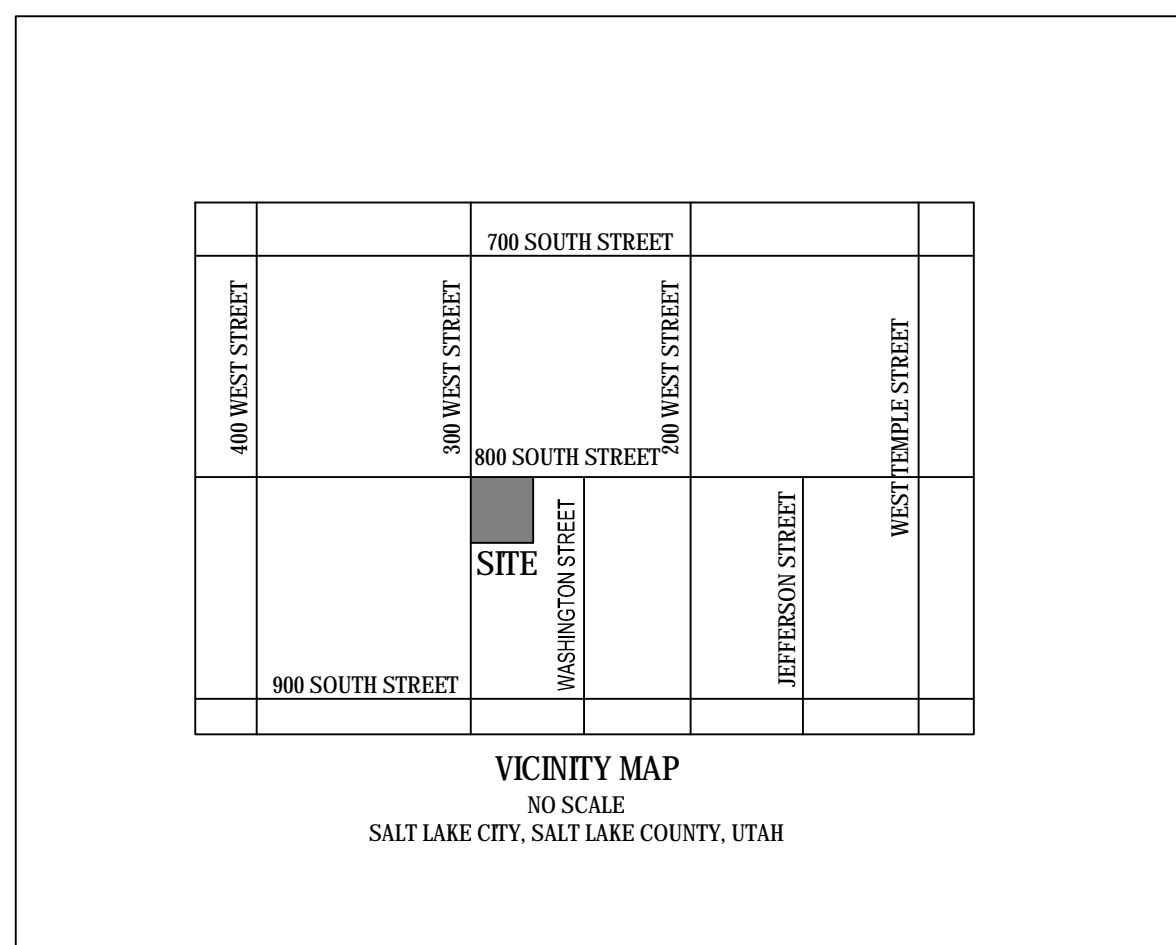 700 SOUTH STREET
400 WEST STREET
300 WEST STREET
200 WEST STREET
WEST TEMPLE STREET
800 SOUTH STREET
SITE
WASHINGTON STREET
JEFFERSON STREET
900 SOUTH STREET
VICINITY MAP
NO SCALE
SALT LAKE CITY, SALT LAKE COUNTY, UTAH